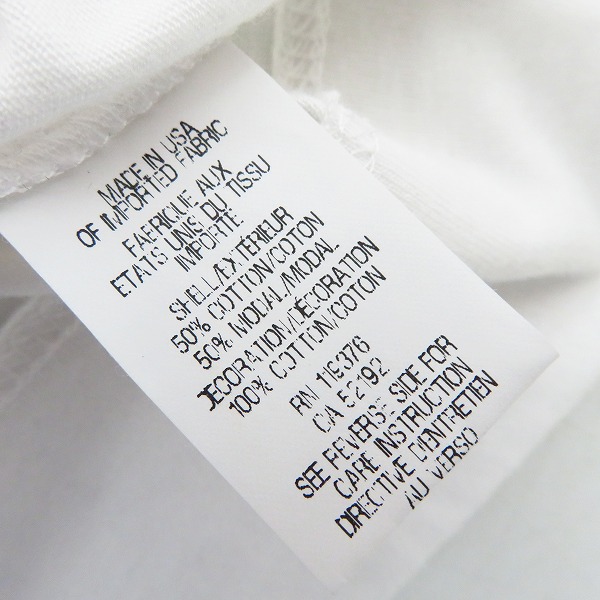 MADE IN USA
OF IMPORTED FABRIC
FABRIQUE AUX
ETATS UNIS DU TISSU
IMPORTE
SHELL/EXTÉRIEUR
50% COTTON/COTON
50% MODAL/MODAL
DECORATION/DÉCORATION
100% COTTON/COTON
RN 119376
CA 52192
SEE REVERSE SIDE FOR
CARE INSTRUCTION
DIRECTIVE D'ENTRETIEN
AU VERSO